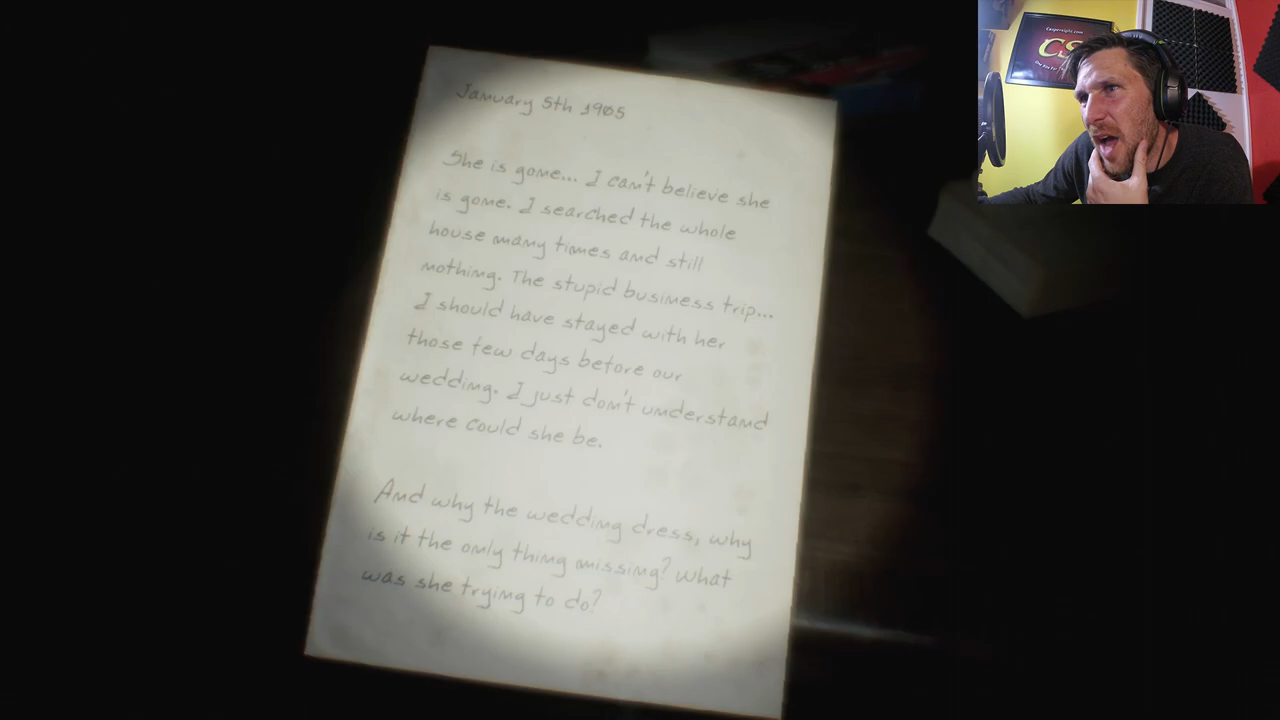 January 5th 1905
She is gone... I can't believe she
is gone. I searched the whole
house many times and still
nothing. The stupid business trip...
I should have stayed with her
those few days before our
wedding. I just don't understand
where could she be.
And why the wedding dress, why
is it the only thing missing? What
was she trying to do?
CS